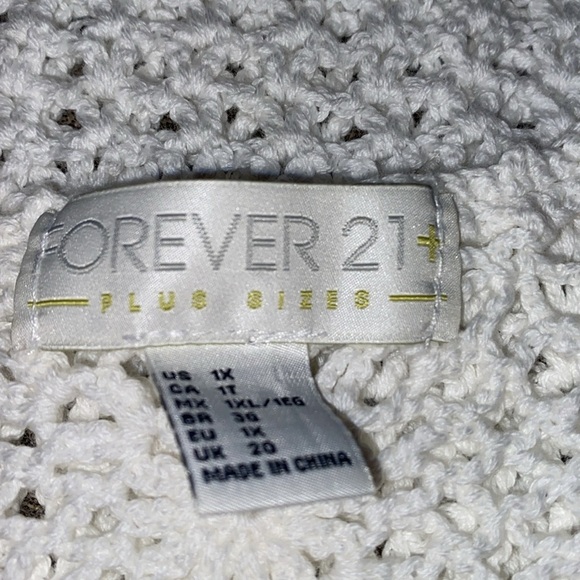 FOREVER 21+
PLUS SIZES
US 1X
CA 1T
MX 1XL/1EG
BR 36
EU 1X
UK 20
MADE IN CHINA